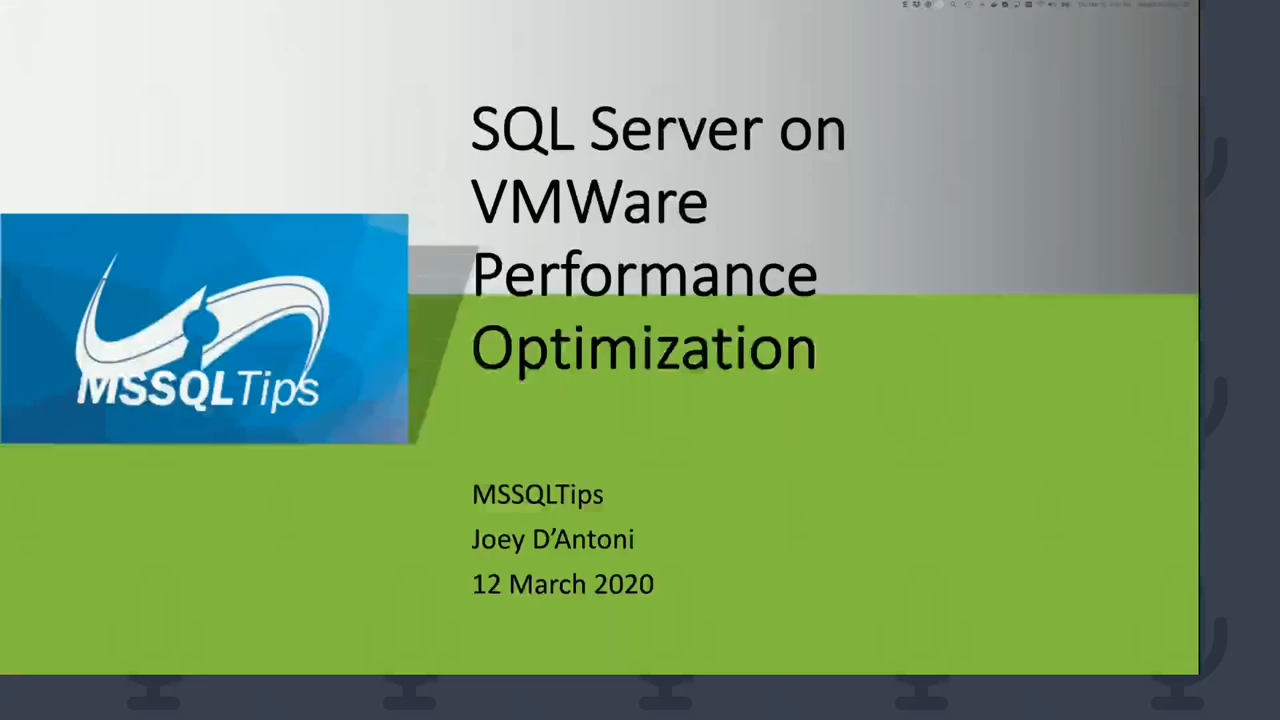 SQL Server on
VMWare
Performance
Optimization
MSSQLTips
MSSQLTips
Joey D’Antoni
12 March 2020